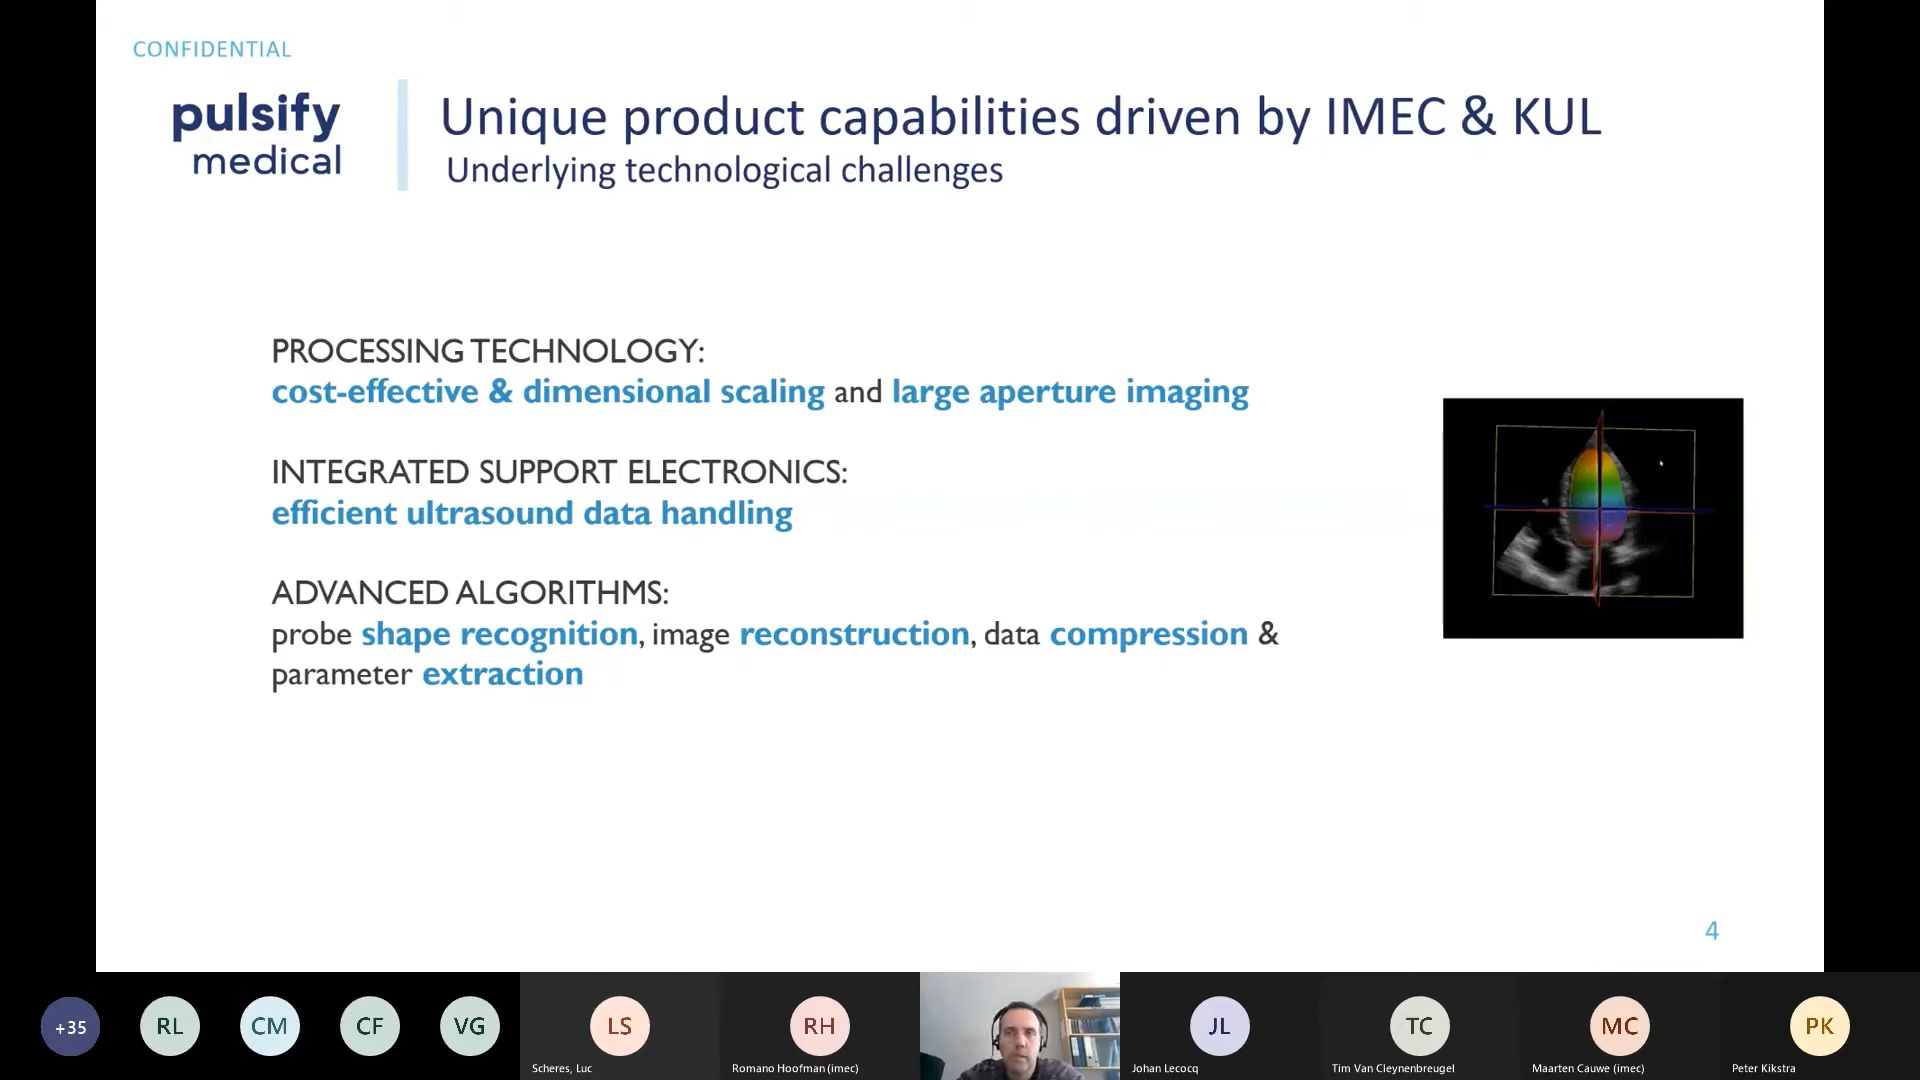 CONFIDENTIAL
pulsify
medical
Unique product capabilities driven by IMEC & KUL
Underlying technological challenges
PROCESSING TECHNOLOGY:
cost-effective & dimensional scaling and large aperture imaging
INTEGRATED SUPPORT ELECTRONICS:
efficient ultrasound data handling
ADVANCED ALGORITHMS:
probe shape recognition, image reconstruction, data compression &
parameter extraction
4
+35
RL
CM
CF
VG
LS
Scheres, Luc
RH
Romano Hoofman (imec)
JL
Johan Lecocq
TC
Tim Van Cleynenbreugel
MC
Maarten Cauwe (imec)
PK
Peter Kikstra